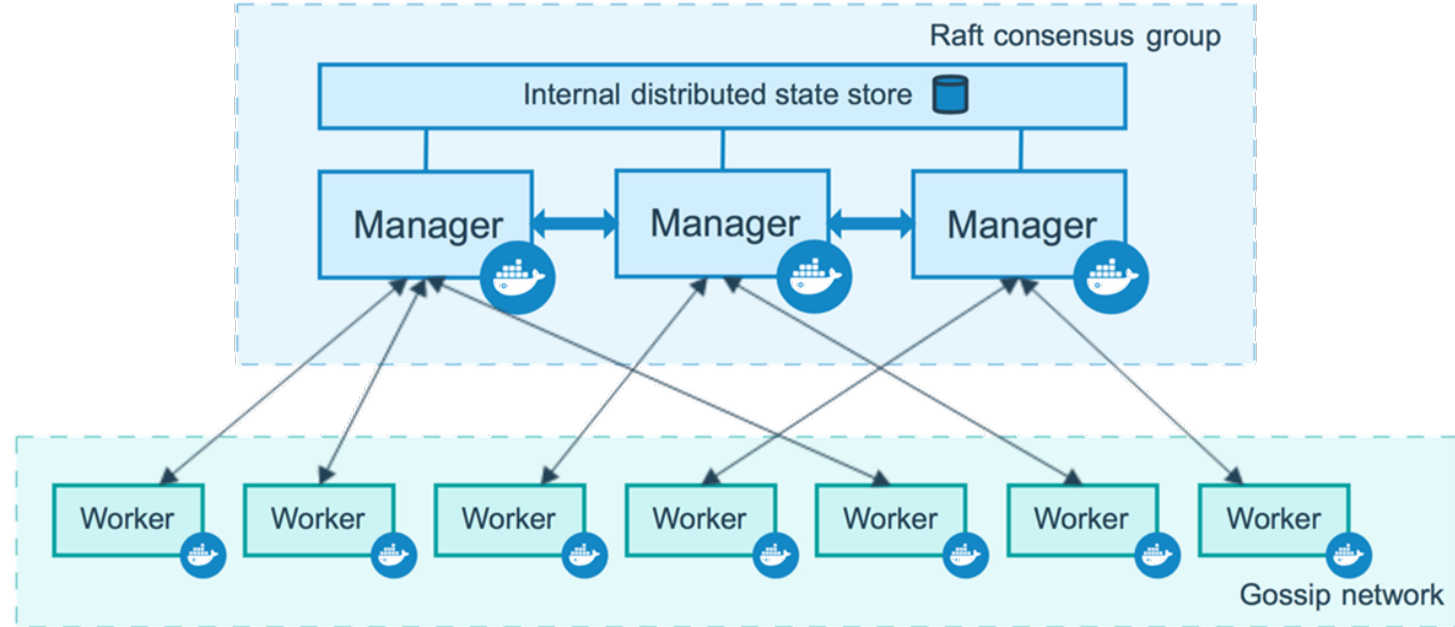 Raft consensus group
Internal distributed state store
Manager
Manager
Manager
Worker
Worker
Worker
Worker
Worker
Worker
Worker
Gossip network